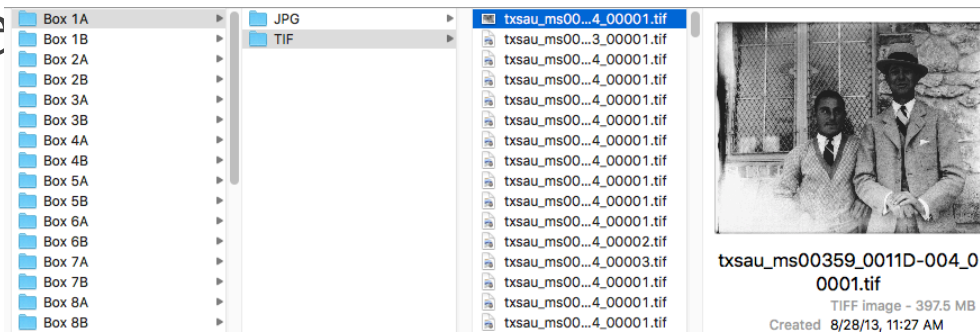 e
Box 1A
Box 1B
Box 2A
Box 2B
Box 3A
Box 3B
Box 4A
Box 4B
Box 5A
Box 5B
Box 6A
Box 6B
Box 7A
Box 7B
Box 8A
Box 8B
JPG
TIF
txsau_ms00...4_00001.tif
txsau_ms00...3_00001.tif
txsau_ms00...4_00001.tif
txsau_ms00...4_00001.tif
txsau_ms00...4_00001.tif
txsau_ms00...4_00001.tif
txsau_ms00...4_00001.tif
txsau_ms00...4_00001.tif
txsau_ms00...4_00001.tif
txsau_ms00...4_00001.tif
txsau_ms00...4_00001.tif
txsau_ms00...4_00002.tif
txsau_ms00...4_00003.tif
txsau_ms00...4_00001.tif
txsau_ms00...4_00001.tif
txsau_ms00...4_00001.tif
txsau_ms00359_0011D-004_0
0001.tif
TIFF image - 397.5 MB
Created 8/28/13, 11:27 AM